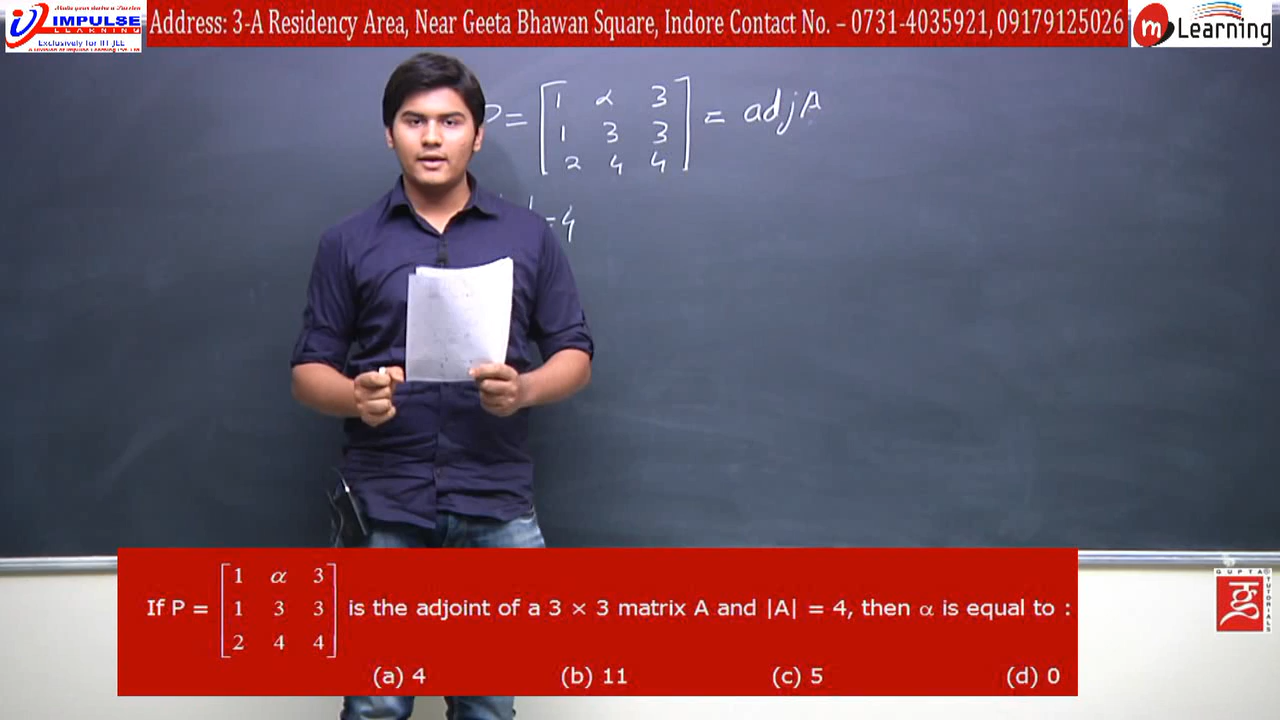 Make your dream a Carrier
IMPULSE
LEARNING
Exclusively for IIT JEE
Address: 3-A Residency Area, Near Geeta Bhawan Square, Indore Contact No. – 0731-4035921, 09179125026
m Learning
P = [ 1 α 3 ] = adjA
1 3 3
2 4 4
=4
GUPTA TUTORIALS
If P = [ 1 α 3 ] is the adjoint of a 3 × 3 matrix A and |A| = 4, then α is equal to :
1 3 3
2 4 4
(a) 4 (b) 11 (c) 5 (d) 0